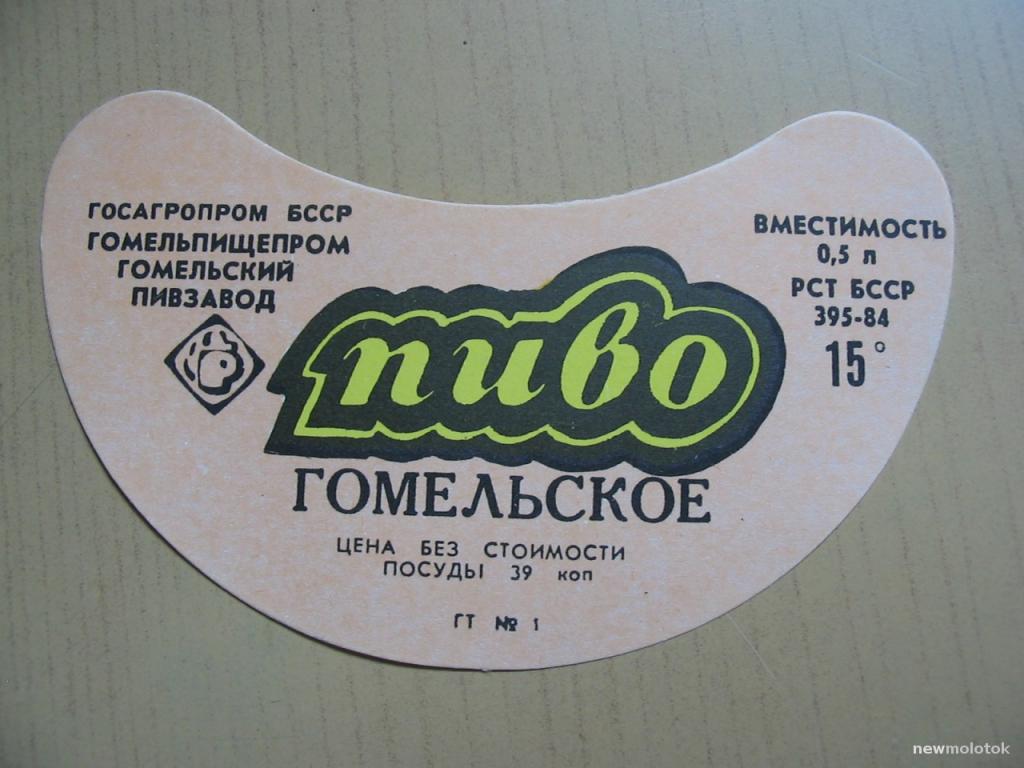 ГОСАГРОПРОМ БССР
ГОМЕЛЬПИЩЕПРОМ
ГОМЕЛЬСКИЙ
ПИВЗАВОД
ВМЕСТИМОСТЬ
0,5 л
РСТ БССР
395-84
15°
пиво
ГОМЕЛЬСКОЕ
ЦЕНА БЕЗ СТОИМОСТИ
ПОСУДЫ 39 коп
ГТ № 1
newmolotok